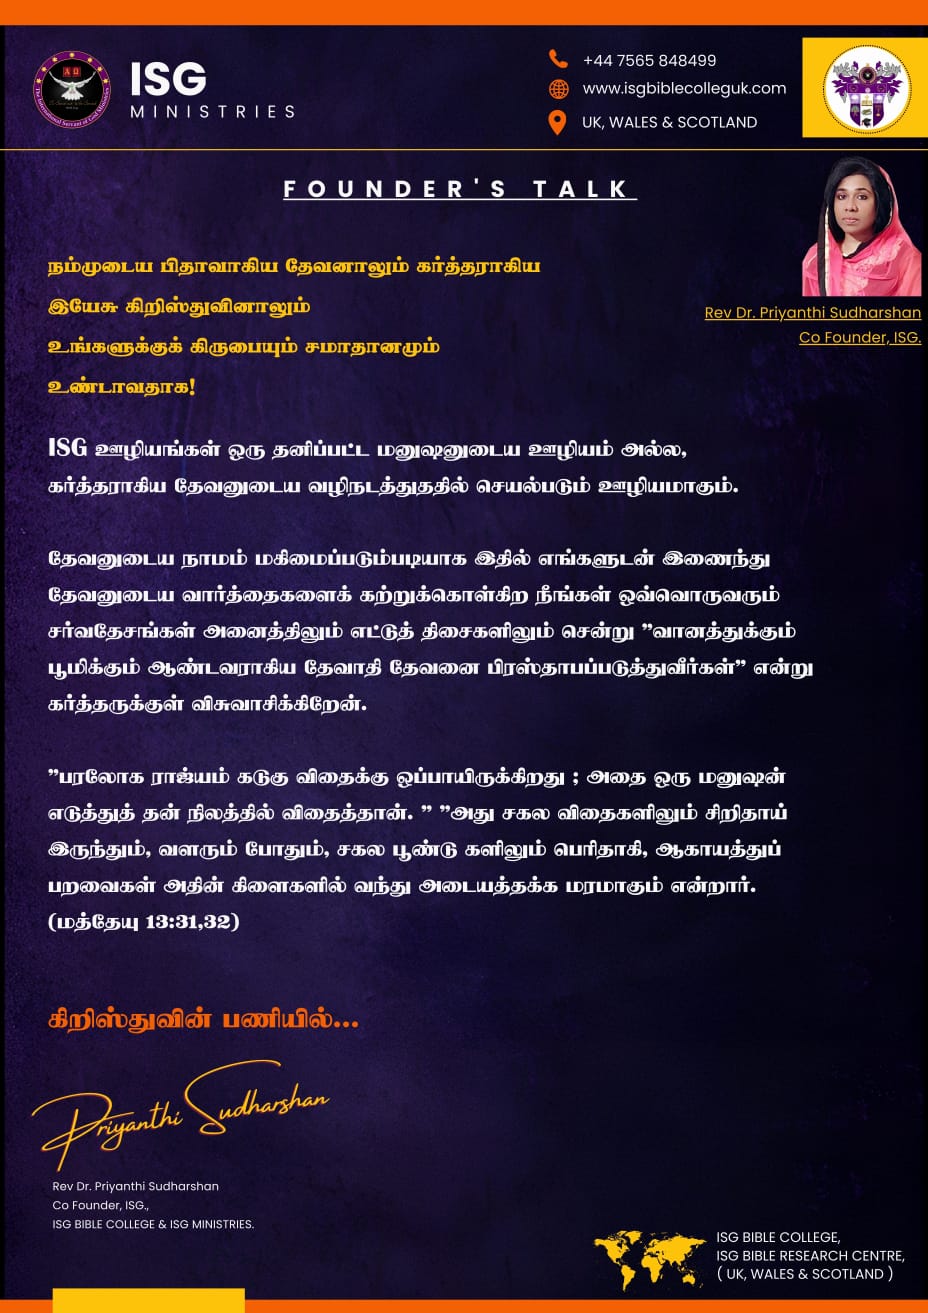 ISG
MINISTRIES
+44 7565 848499
www.isgbiblecolleguk.com
UK, WALES & SCOTLAND
FOUNDER'S TALK
Rev Dr. Priyanthi Sudharshan
Co Founder, ISG.
நம்முடைய பிதாவாகிய தேவனாலும் கர்த்தராகிய
இயேசு கிறிஸ்துவினாலும்
உங்களுக்குக் கிருபையும் சமாதானமும்
உண்டாவதாக!
ISG ஊழியங்கள் ஒரு தனிப்பட்ட மனுஷனுடைய ஊழியம் அல்ல,
கர்த்தராகிய தேவனுடைய வழிநடத்துததில் செயல்படும் ஊழியமாகும்.
தேவனுடைய நாமம் மகிமைப்படும்படியாக இதில் எங்களுடன் இணைந்து
தேவனுடைய வார்த்தைகளைக் கற்றுக்கொள்கிற நீங்கள் ஒவ்வொருவரும்
சர்வதேசங்கள் அனைத்திலும் எட்டுத் திசைகளிலும் சென்று ”வானத்துக்கும்
பூமிக்கும் ஆண்டவராகிய தேவாதி தேவனை பிரஸ்தாபப்படுத்துவீர்கள்” என்று
கர்த்தருக்குள் விசுவாசிக்கிறேன்.
”பரலோக ராஜ்யம் கடுகு விதைக்கு ஒப்பாயிருக்கிறது ; அதை ஒரு மனுஷன்
எடுத்துத் தன் நிலத்தில் விதைத்தான். ” ”அது சகல விதைகளிலும் சிறிதாய்
இருந்தும், வளரும் போதும், சகல பூண்டு களிலும் பெரிதாகி, ஆகாயத்துப்
பறவைகள் அதின் கிளைகளில் வந்து அடையத்தக்க மரமாகும் என்றார்.
(மத்தேயு 13:31,32)
கிறிஸ்துவின் பணியில்...
Priyanthi Sudharshan
Rev Dr. Priyanthi Sudharshan
Co Founder, ISG.,
ISG BIBLE COLLEGE & ISG MINISTRIES.
ISG BIBLE COLLEGE,
ISG BIBLE RESEARCH CENTRE,
( UK, WALES & SCOTLAND )